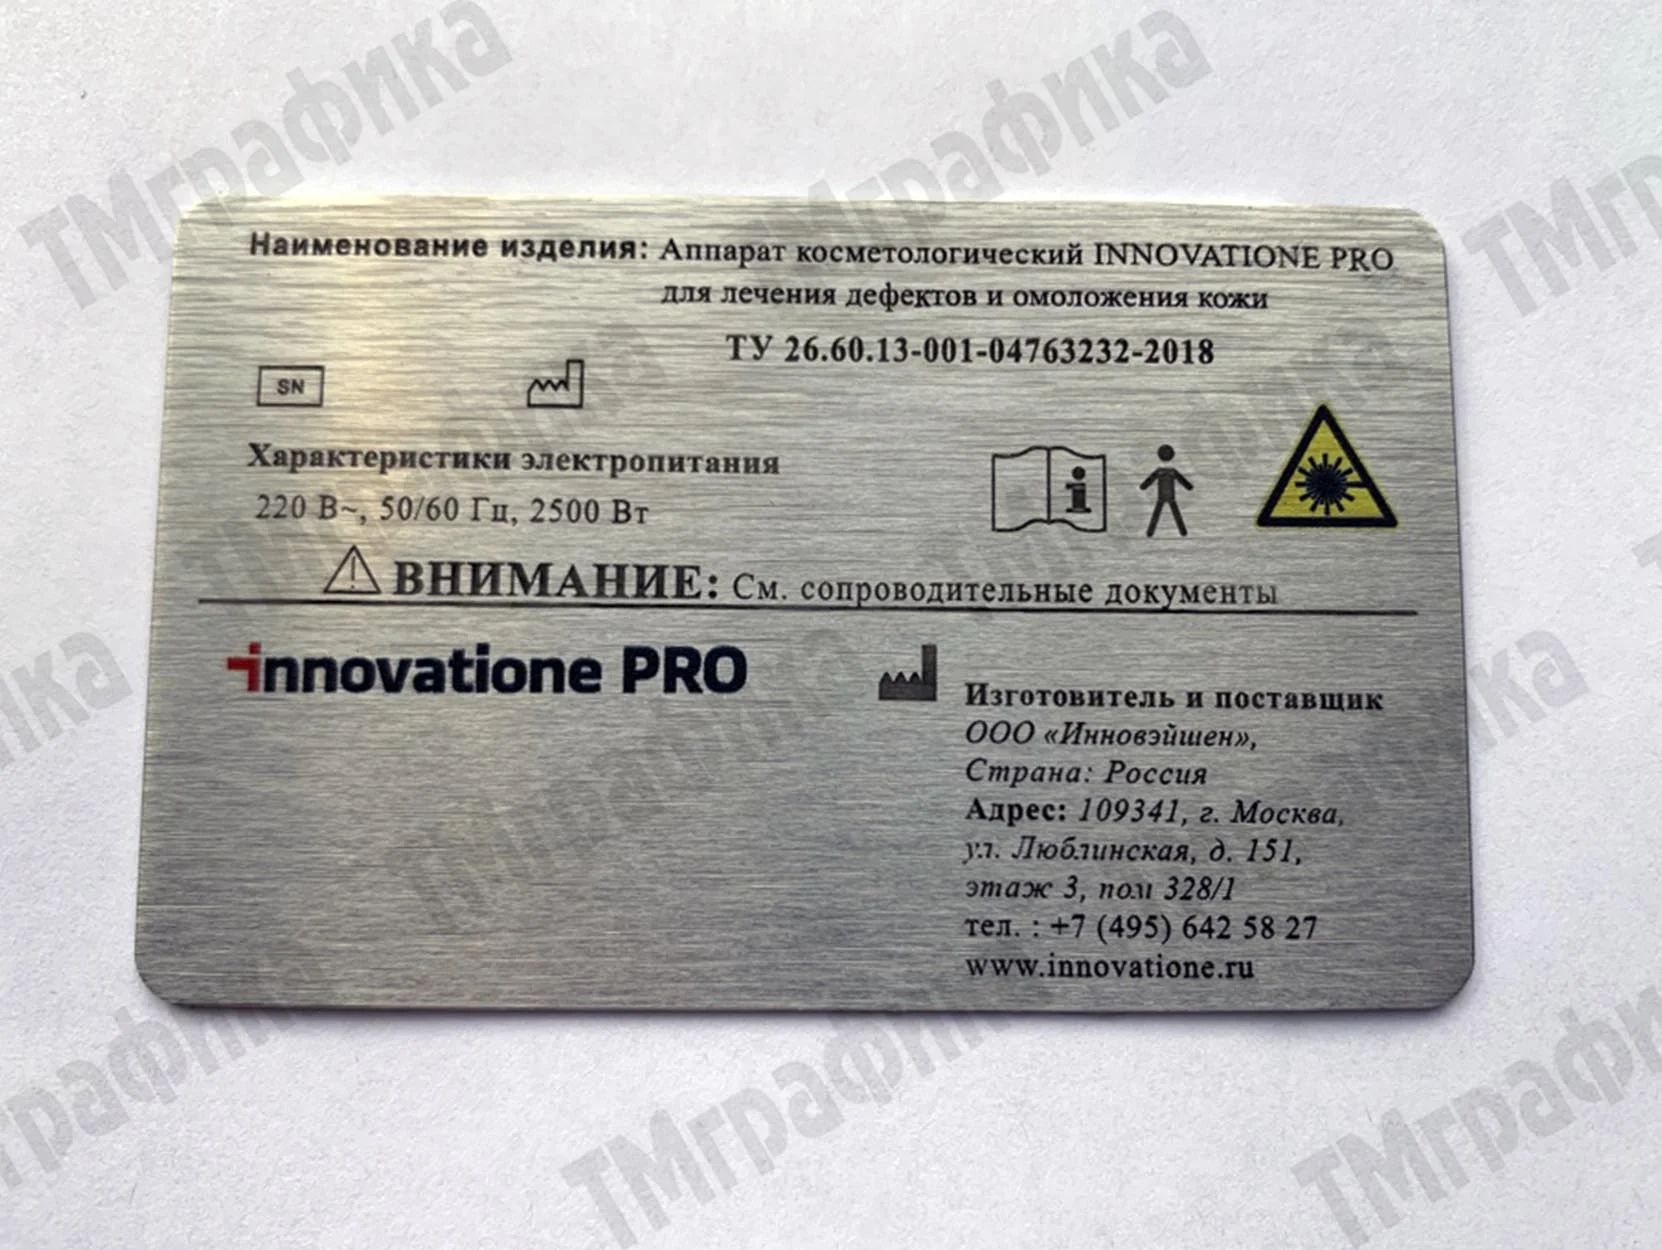 Наименование изделия: Аппарат косметологический INNOVATIONE PRO
для лечения дефектов и омоложения кожи
ТУ 26.60.13-001-04763232-2018
SN
Характеристики электропитания
220 В~, 50/60 Гц, 2500 Вт
ВНИМАНИЕ: См. сопроводительные документы
innovatione PRO
Изготовитель и поставщик
ООО «Инновэйшен»,
Страна: Россия
Адрес: 109341, г. Москва,
ул. Люблинская, д. 151,
этаж 3, пом 328/1
тел. : +7 (495) 642 58 27
www.innovatione.ru
ТМграфика